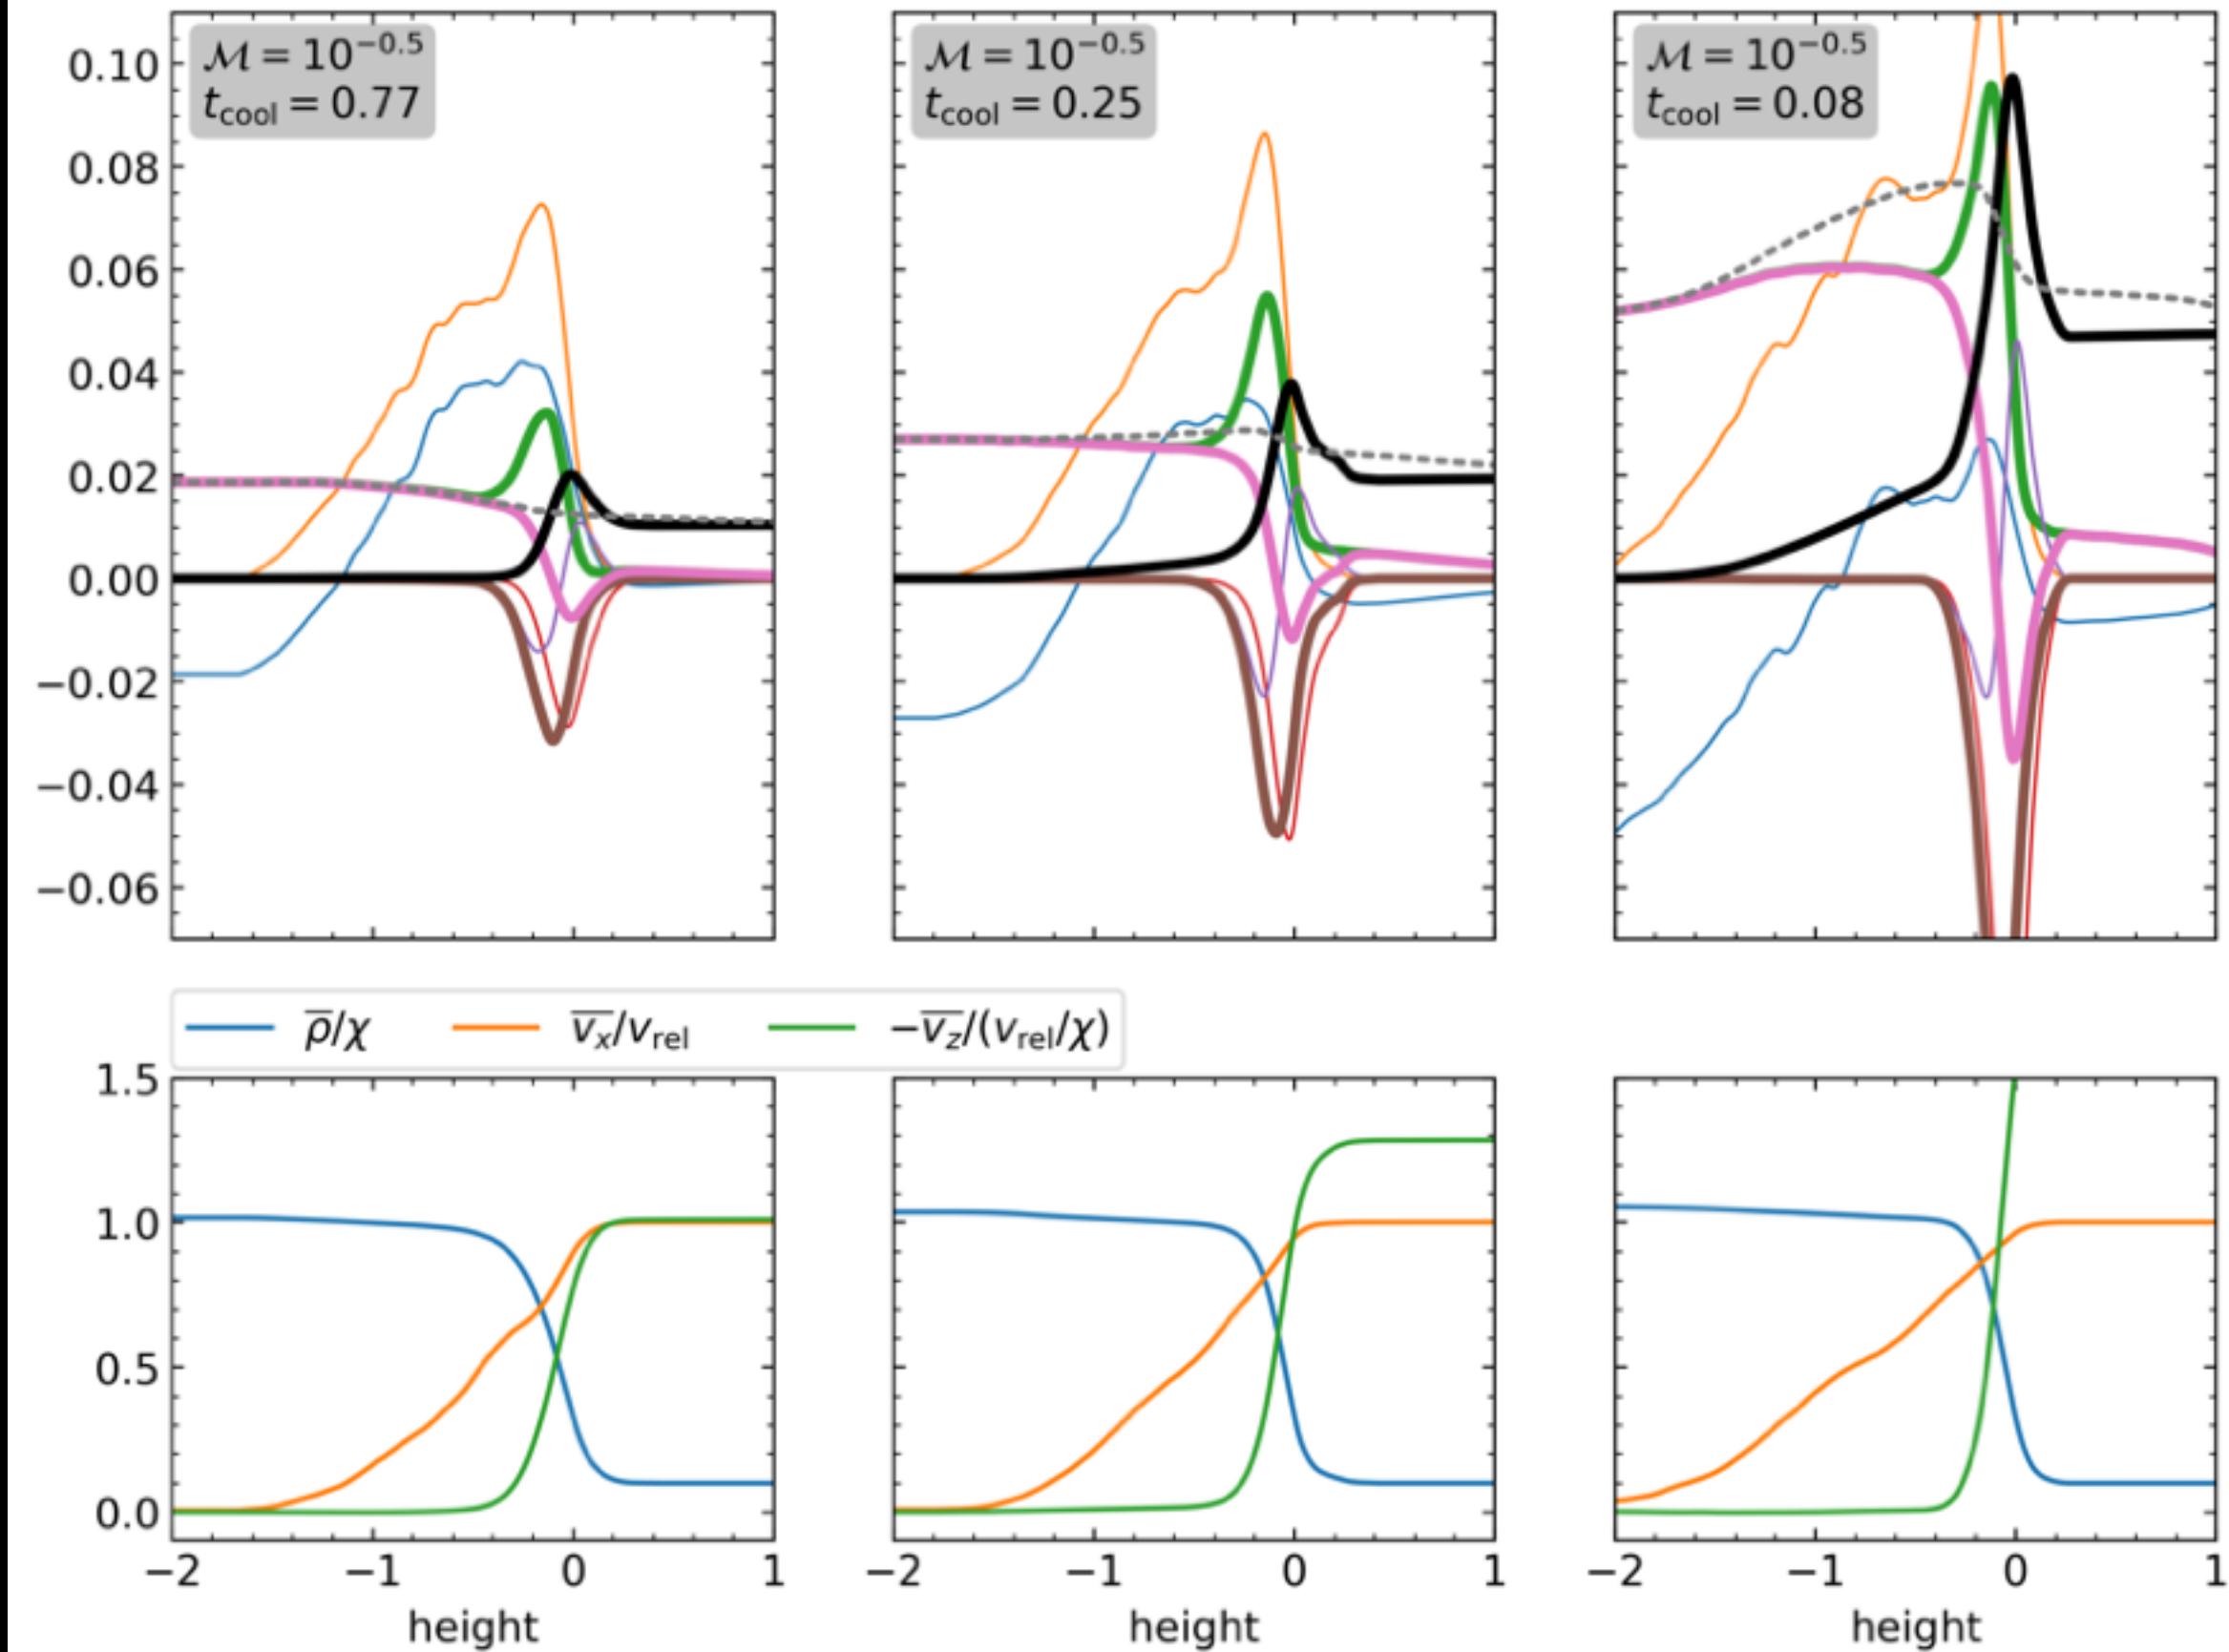 ℳ = 10^−0.5
t_cool = 0.77
ℳ = 10^−0.5
t_cool = 0.25
ℳ = 10^−0.5
t_cool = 0.08
0.10
0.08
0.06
0.04
0.02
0.00
−0.02
−0.04
−0.06
ρ̅/χ v̅ₓ/v_rel −v̅_z/(v_rel/χ)
1.5
1.0
0.5
0.0
−2 −1 0 1 −2 −1 0 1 −2 −1 0 1
height height height